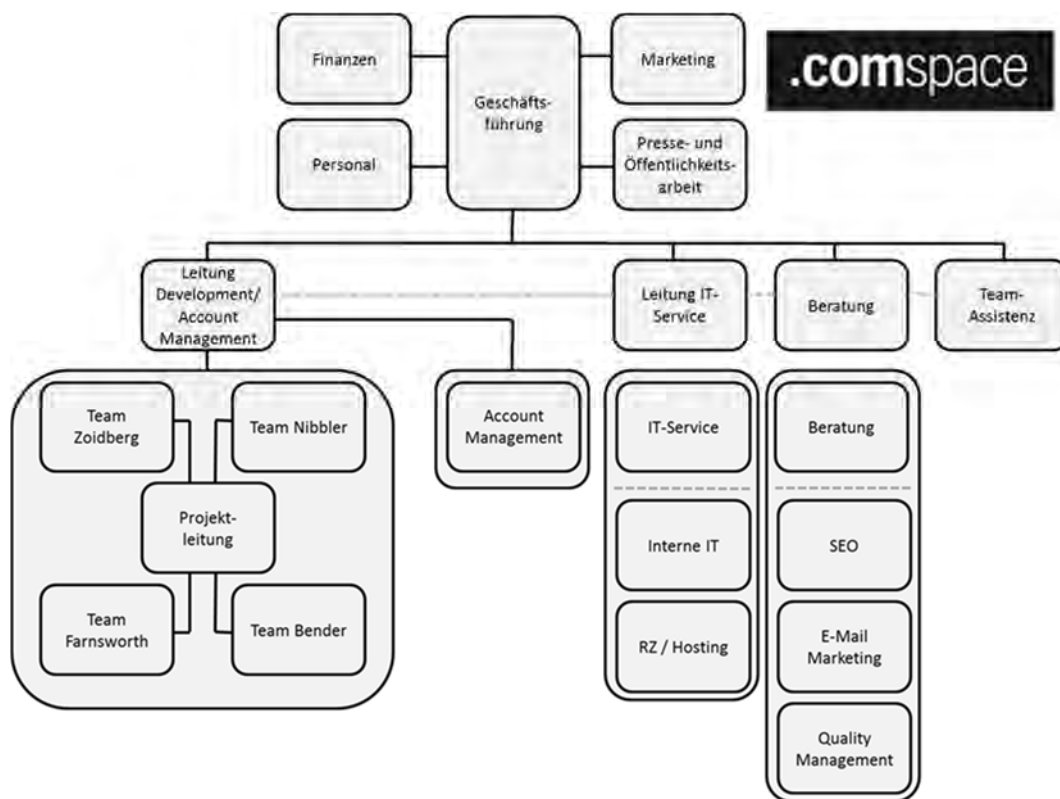 Finanzen
Geschäfts-
führung
Marketing
.comspace
Personal
Presse- und
Öffentlichkeits-
arbeit
Leitung
Development/
Account
Management
Leitung IT-
Service
Beratung
Team-
Assistenz
Team
Zoidberg
Team Nibbler
Projekt-
leitung
Team
Farnsworth
Team Bender
Account
Management
IT-Service
Interne IT
RZ / Hosting
Beratung
SEO
E-Mail
Marketing
Quality
Management